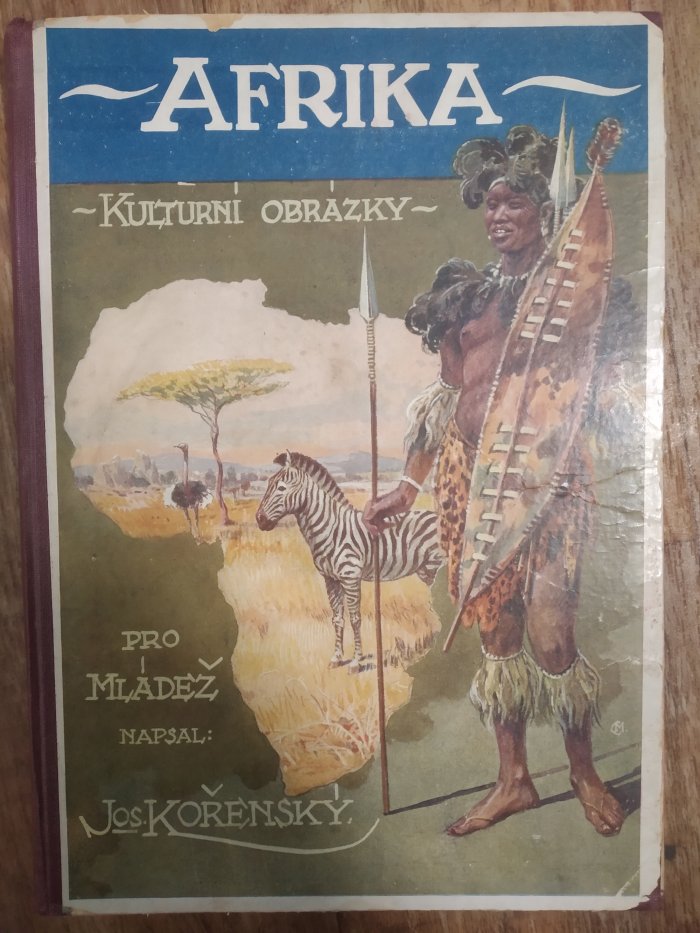 AFRIKA
~KULTURNÍ OBRÁZKY~
PRO
MLÁDEŽ
NAPSAL:
JOS. KOŘENSKÝ.